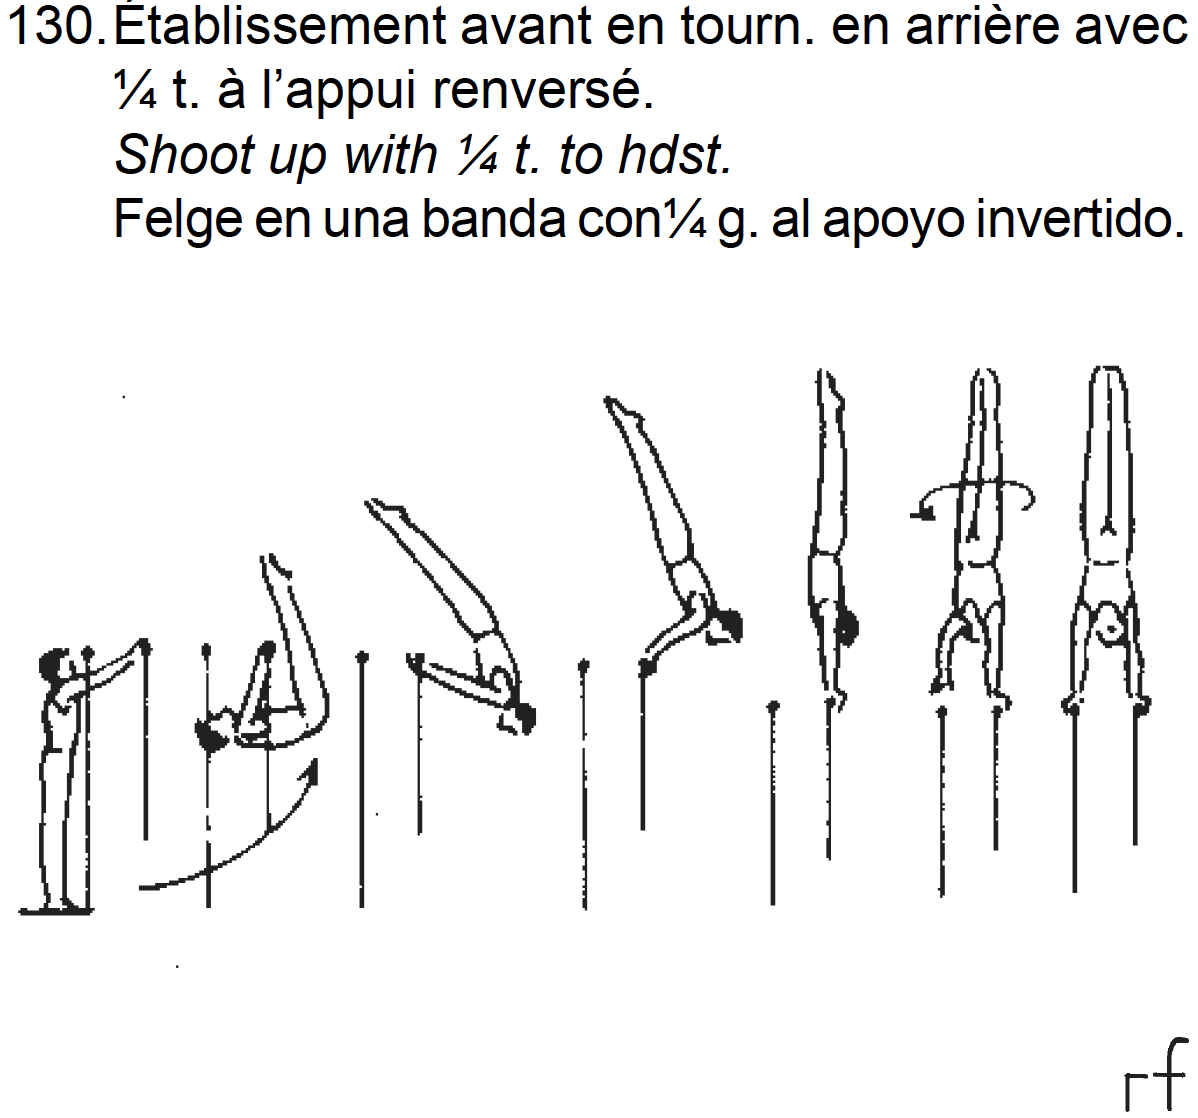 130. Établissement avant en tourn. en arrière avec
¼ t. à l’appui renversé.
Shoot up with ¼ t. to hdst.
Felge en una banda con¼ g. al apoyo invertido.
rf